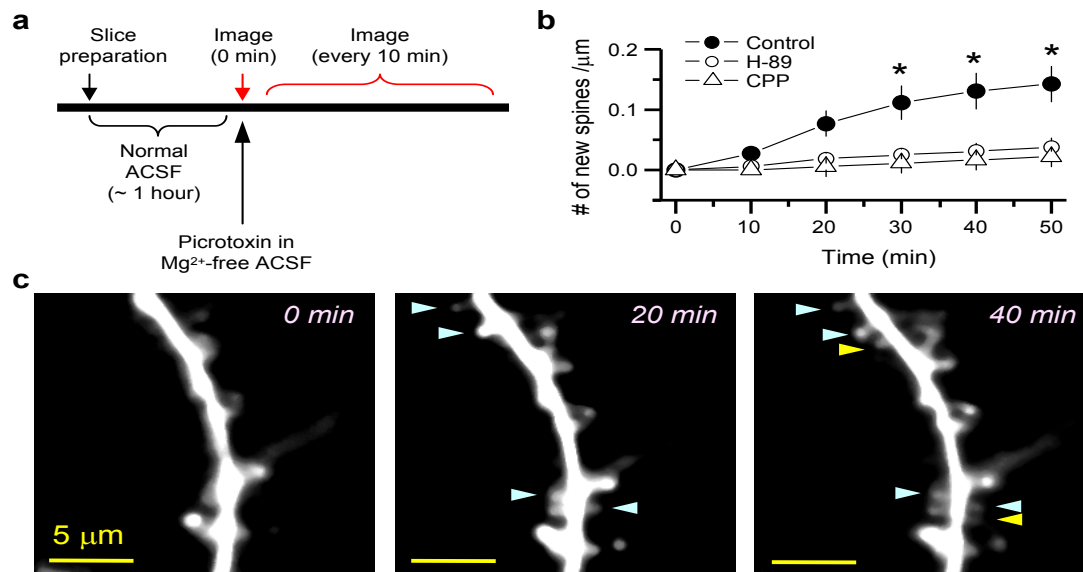 a
Slice
preparation
Image
(0 min)
Image
(every 10 min)
Normal
ACSF
(~ 1 hour)
Picrotoxin in
Mg²⁺-free ACSF
b
# of new spines /μm
0.2
0.1
0.0
Control
H-89
CPP
* * *
0 10 20 30 40 50
Time (min)
c
0 min
5 μm
20 min
40 min